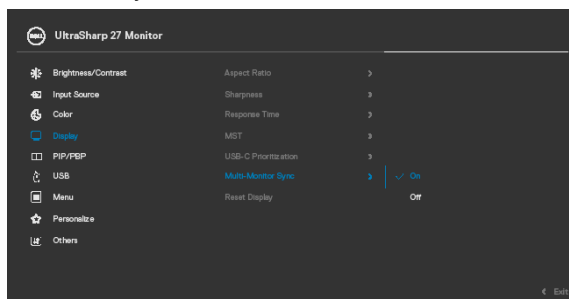 DELL UltraSharp 27 Monitor
Brightness/Contrast Aspect Ratio
Input Source Sharpness
Color Response Time
Display MST
PIP/PBP USB-C Prioritization
USB Multi-Monitor Sync On
Menu Reset Display Off
Personalize
Others
Exit